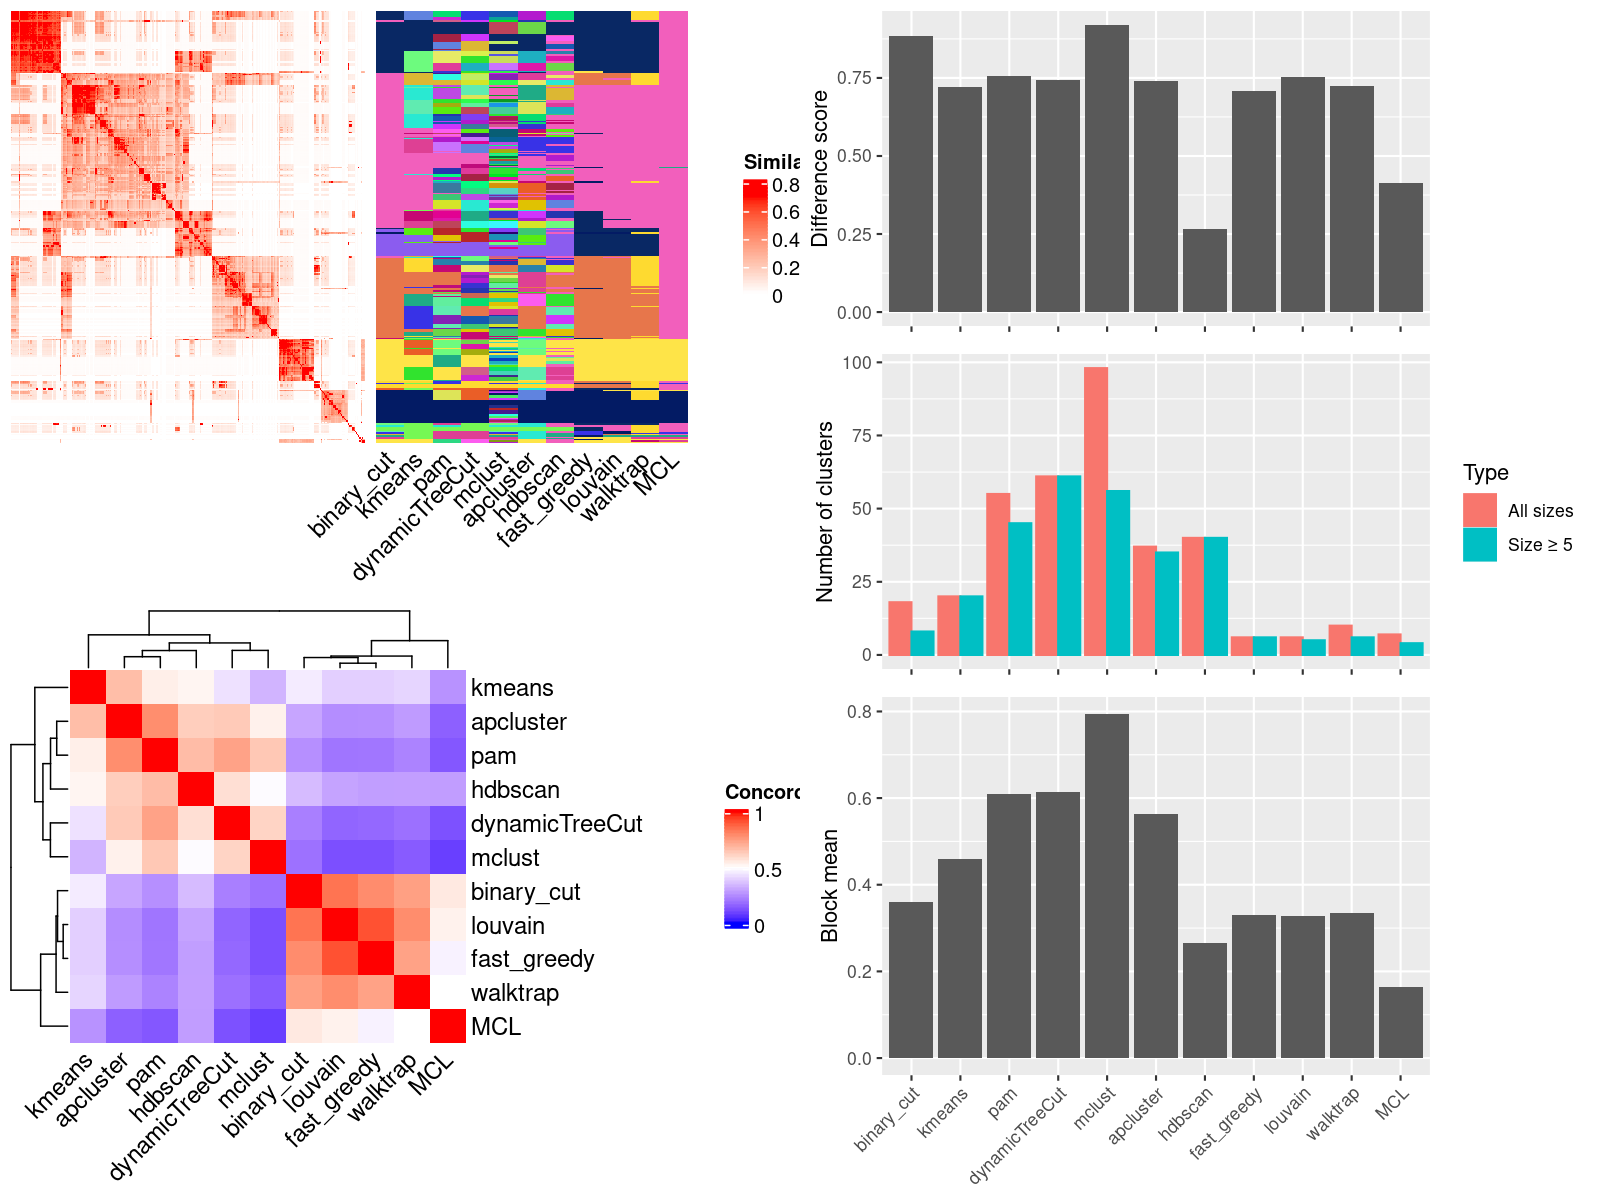 Simila
0.8
0.6
0.4
0.2
0
binary_cut
kmeans
pam
dynamicTreeCut
mclust
apcluster
hdbscan
fast_greedy
louvain
walktrap
MCL
kmeans
apcluster
pam
hdbscan
dynamicTreeCut
mclust
binary_cut
louvain
fast_greedy
walktrap
MCL
kmeans
apcluster
pam
hdbscan
dynamicTreeCut
mclust
binary_cut
louvain
fast_greedy
walktrap
MCL
Concord
1
0.5
0
Difference score
0.75
0.50
0.25
0.00
Number of clusters
100
75
50
25
0
Type
All sizes
Size ≥ 5
Block mean
0.8
0.6
0.4
0.2
0.0
binary_cut
kmeans
pam
dynamicTreeCut
mclust
apcluster
hdbscan
fast_greedy
louvain
walktrap
MCL